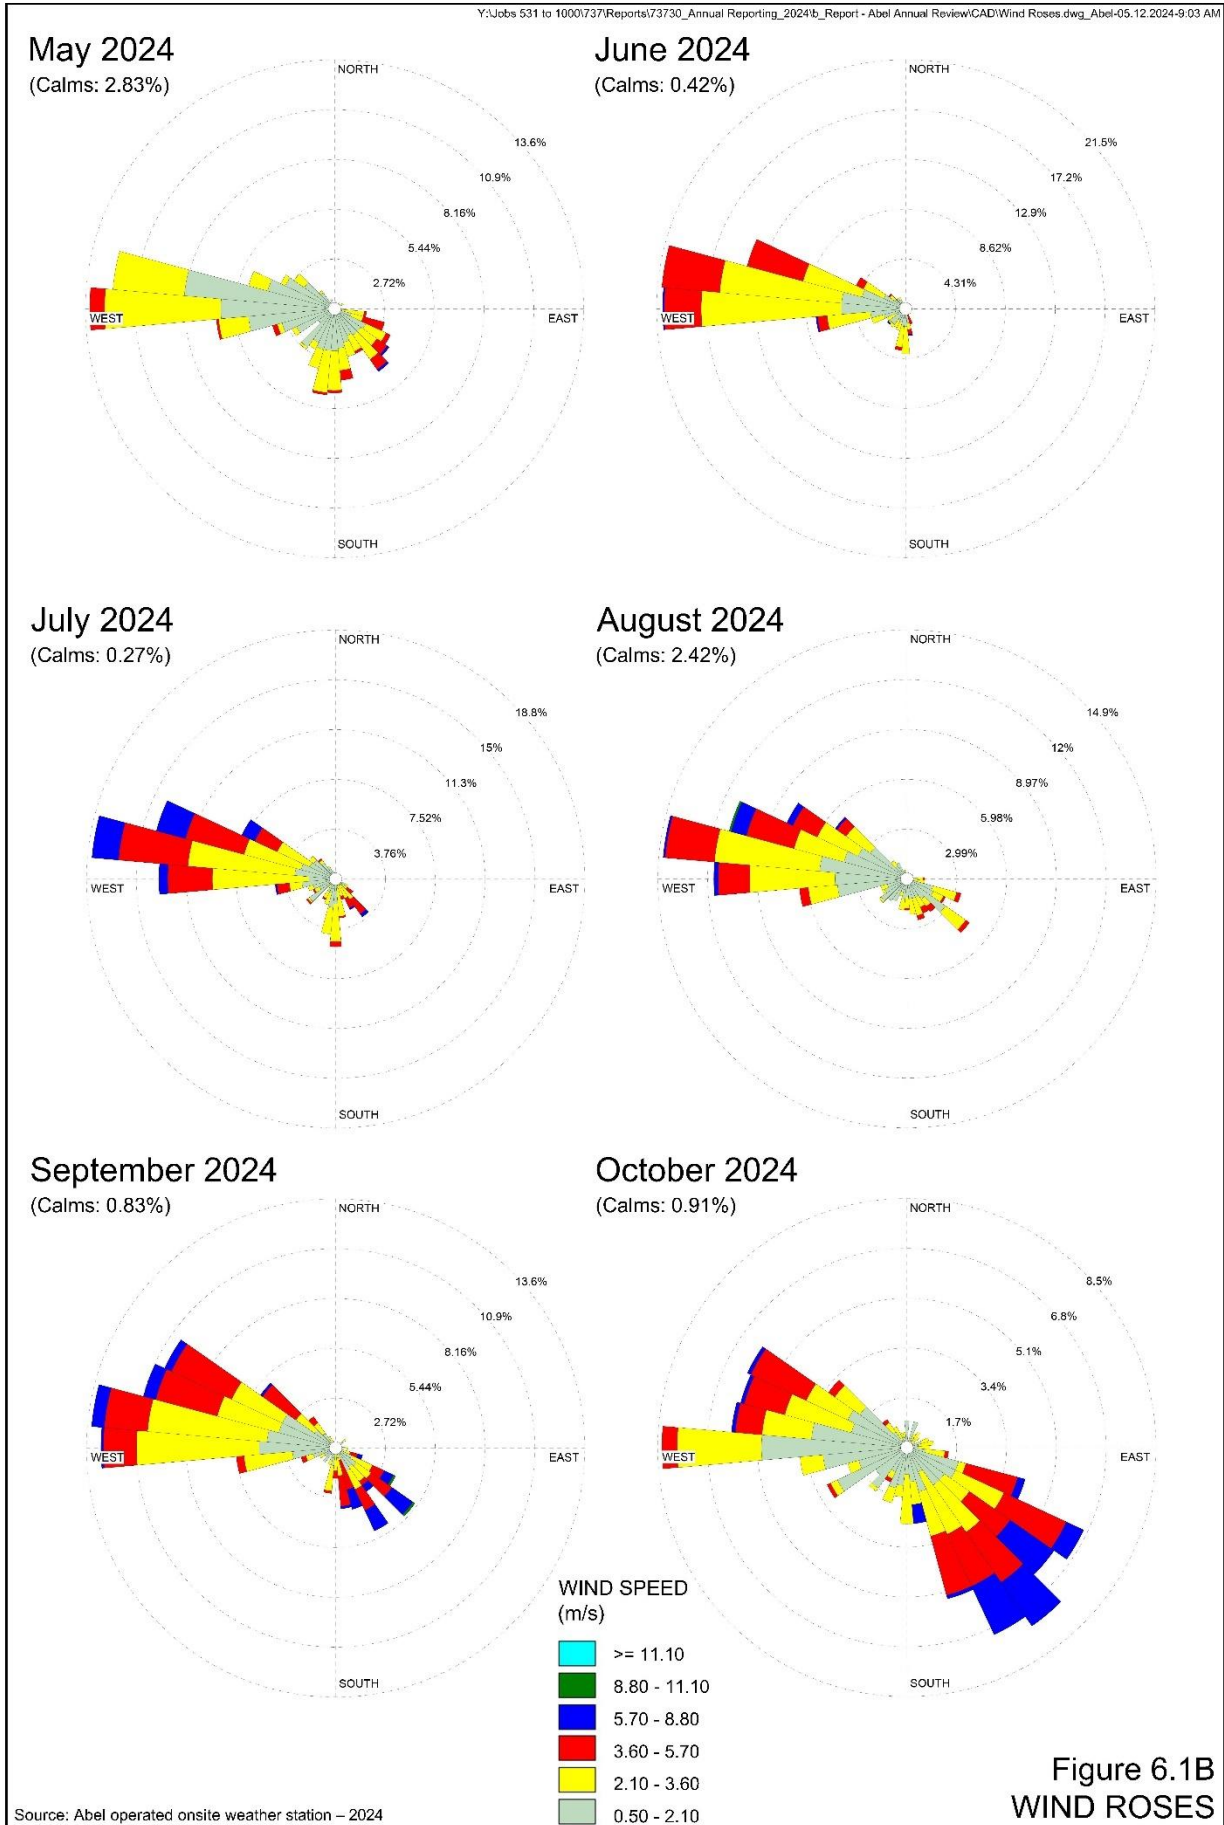 Y:\Jobs 531 to 1000\737\Reports\73730_Annual Reporting_2024\b_Report - Abel Annual Review\CAD\Wind Roses.dwg_Abel-05.12.2024-9:03 AM
May 2024
(Calms: 2.83%)
NORTH
13.6%
10.9%
8.16%
5.44%
2.72%
WEST
EAST
SOUTH
June 2024
(Calms: 0.42%)
NORTH
21.5%
17.2%
12.9%
8.62%
4.31%
WEST
EAST
SOUTH
July 2024
(Calms: 0.27%)
NORTH
18.8%
15%
11.3%
7.52%
3.76%
WEST
EAST
SOUTH
August 2024
(Calms: 2.42%)
NORTH
14.9%
12%
8.97%
5.98%
2.99%
WEST
EAST
SOUTH
September 2024
(Calms: 0.83%)
NORTH
13.6%
10.9%
8.16%
5.44%
2.72%
WEST
EAST
SOUTH
October 2024
(Calms: 0.91%)
NORTH
8.5%
6.8%
5.1%
3.4%
1.7%
WEST
EAST
SOUTH
WIND SPEED
(m/s)
>= 11.10
8.80 - 11.10
5.70 - 8.80
3.60 - 5.70
2.10 - 3.60
0.50 - 2.10
Source: Abel operated onsite weather station – 2024
Figure 6.1B
WIND ROSES